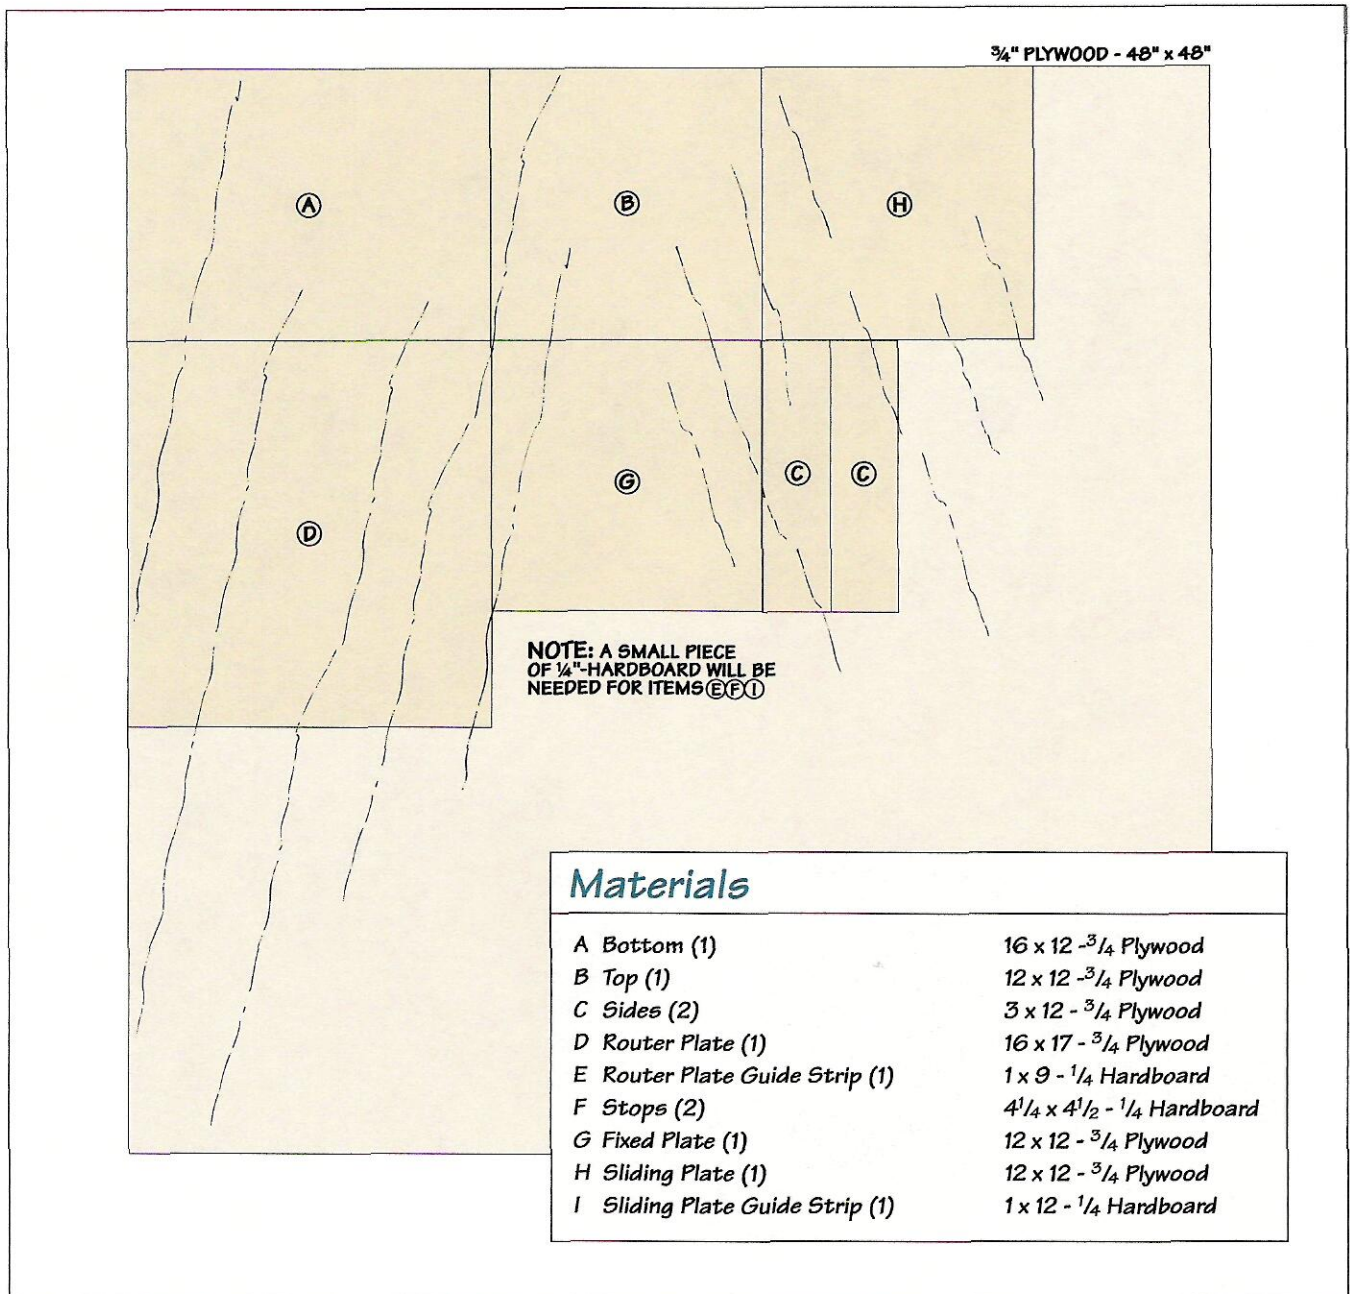 ¾" PLYWOOD - 48" x 48"
A
B
H
C
C
G
D
NOTE: A SMALL PIECE
OF ¼"-HARDBOARD WILL BE
NEEDED FOR ITEMS Ⓔ Ⓕ Ⓘ
Materials
A Bottom (1) 16 x 12 -3/4 Plywood
B Top (1) 12 x 12 -3/4 Plywood
C Sides (2) 3 x 12 - 3/4 Plywood
D Router Plate (1) 16 x 17 - 3/4 Plywood
E Router Plate Guide Strip (1) 1 x 9 - 1/4 Hardboard
F Stops (2) 4 1/4 x 4 1/2 - 1/4 Hardboard
G Fixed Plate (1) 12 x 12 - 3/4 Plywood
H Sliding Plate (1) 12 x 12 - 3/4 Plywood
I Sliding Plate Guide Strip (1) 1 x 12 - 1/4 Hardboard